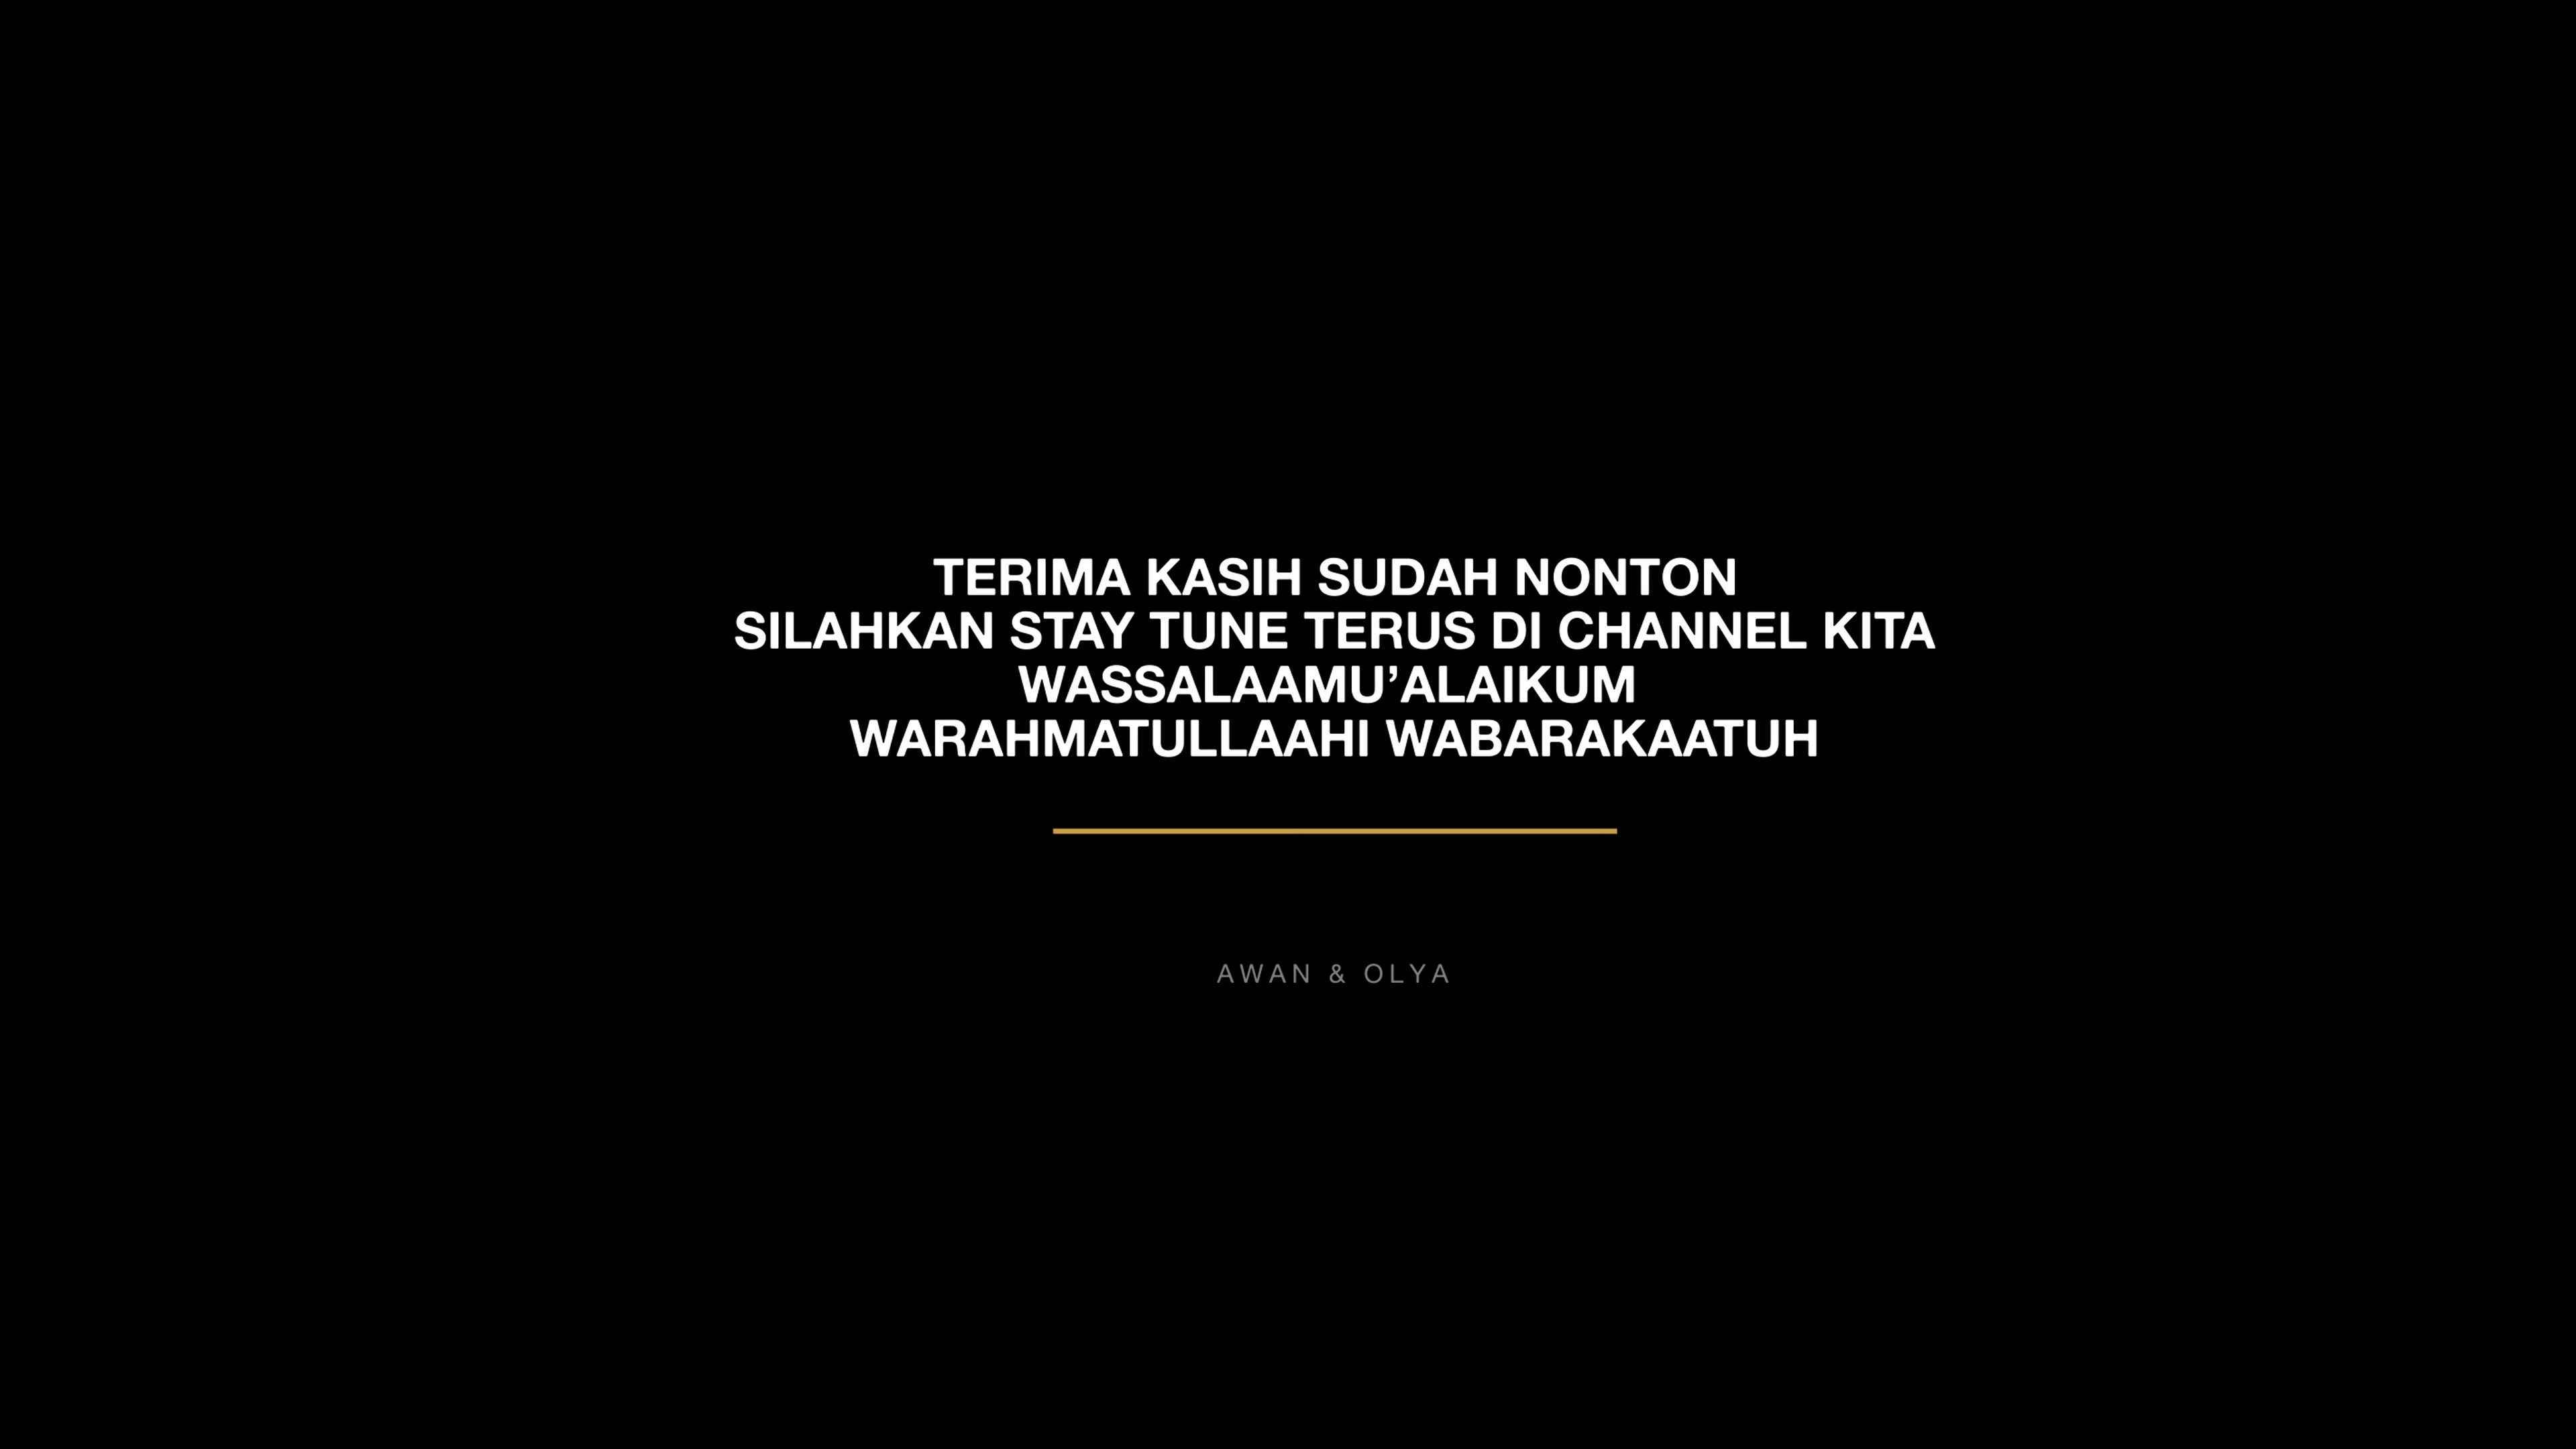 TERIMA KASIH SUDAH NONTON
SILAHKAN STAY TUNE TERUS DI CHANNEL KITA
WASSALAAMU’ALAIKUM
WARAHMATULLAAHI WABARAKAATUH
AWAN & OLYA